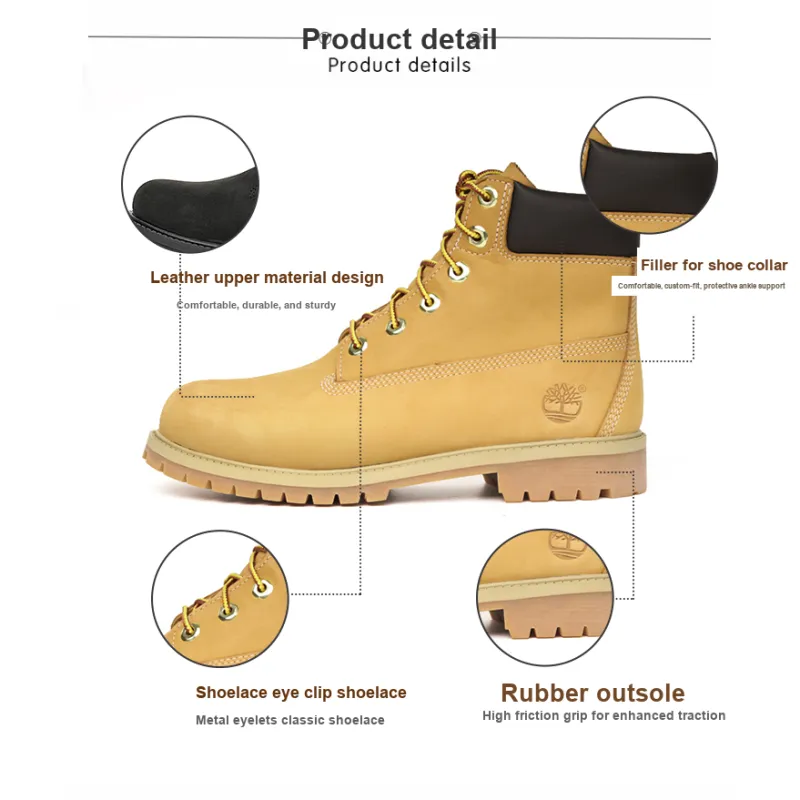 Product detail
Product details
Leather upper material design
Comfortable, durable, and sturdy
Filler for shoe collar
Comfortable, custom-fit, protective ankle support
Shoelace eye clip shoelace
Metal eyelets classic shoelace
Rubber outsole
High friction grip for enhanced traction